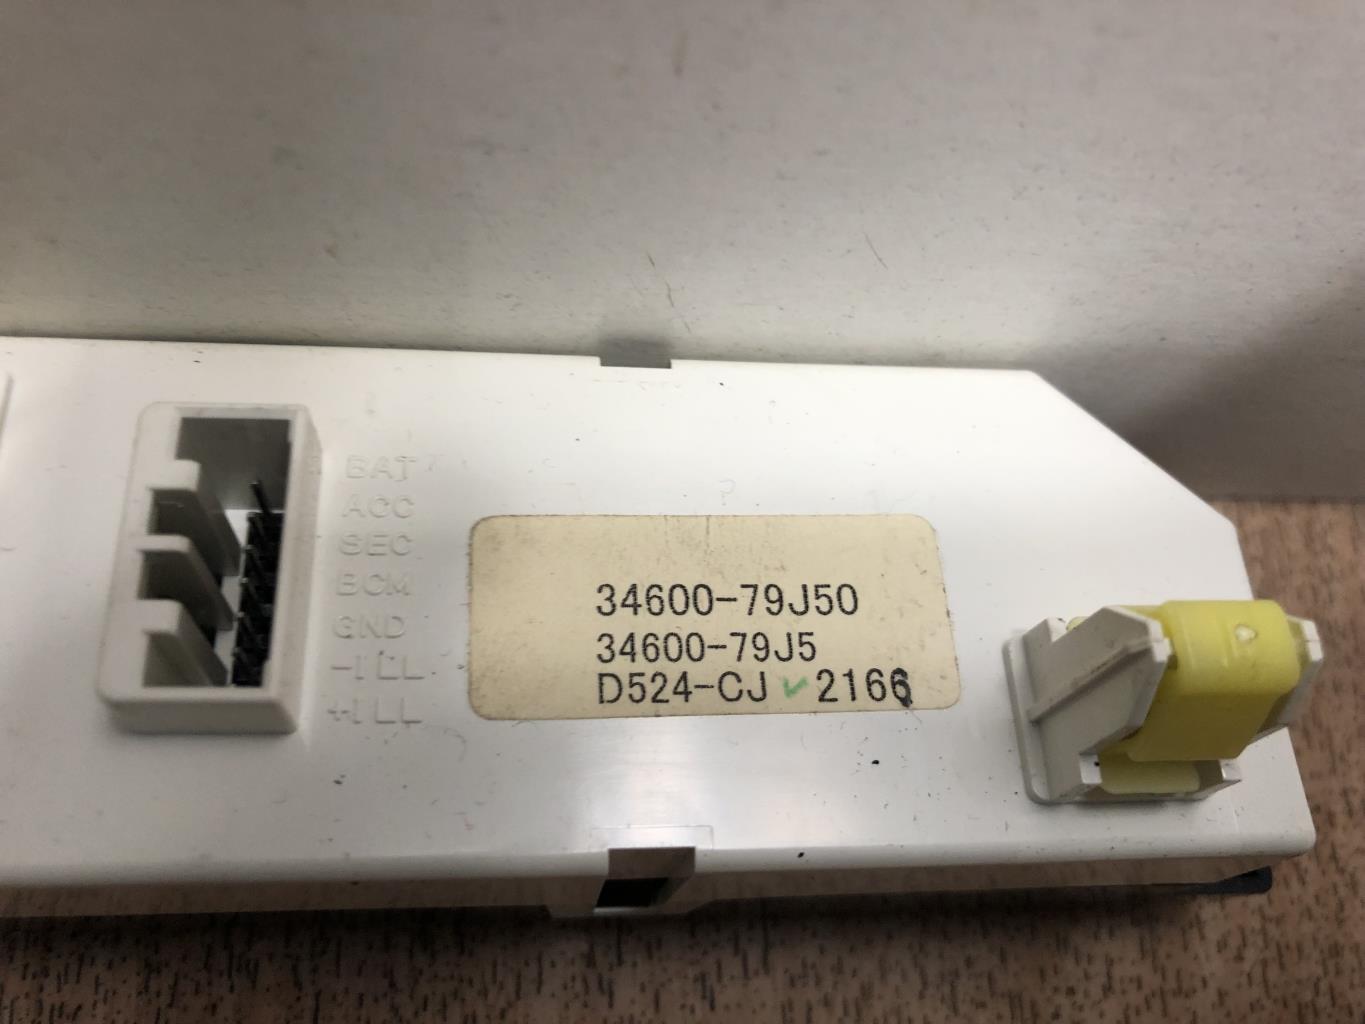 BAT
ACC
SEC
BCM
GND
-ILL
+ILL
34600-79J50
34600-79J5
D524-CJ ✓ 2166